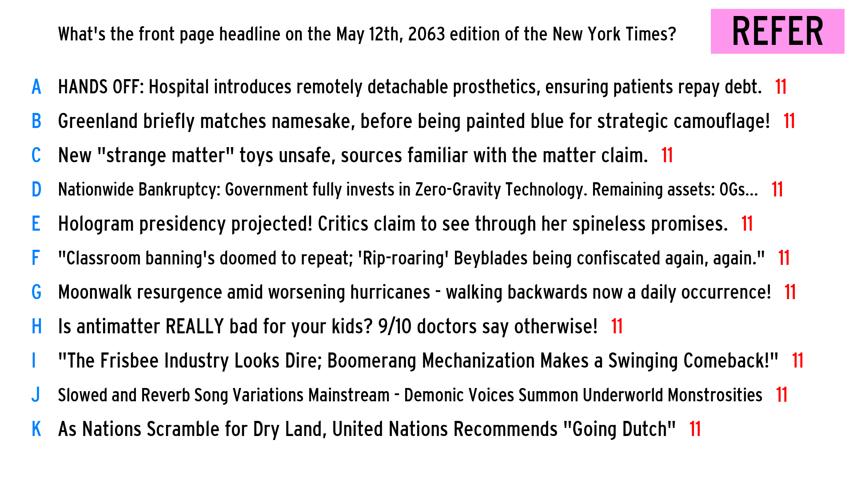 What's the front page headline on the May 12th, 2063 edition of the New York Times?
REFER
A HANDS OFF: Hospital introduces remotely detachable prosthetics, ensuring patients repay debt. 11
B Greenland briefly matches namesake, before being painted blue for strategic camouflage! 11
C New "strange matter" toys unsafe, sources familiar with the matter claim. 11
D Nationwide Bankruptcy: Government fully invests in Zero-Gravity Technology. Remaining assets: 0Gs... 11
E Hologram presidency projected! Critics claim to see through her spineless promises. 11
F "Classroom banning's doomed to repeat; 'Rip-roaring' Beyblades being confiscated again, again." 11
G Moonwalk resurgence amid worsening hurricanes - walking backwards now a daily occurrence! 11
H Is antimatter REALLY bad for your kids? 9/10 doctors say otherwise! 11
I "The Frisbee Industry Looks Dire; Boomerang Mechanization Makes a Swinging Comeback!" 11
J Slowed and Reverb Song Variations Mainstream - Demonic Voices Summon Underworld Monstrosities 11
K As Nations Scramble for Dry Land, United Nations Recommends "Going Dutch" 11